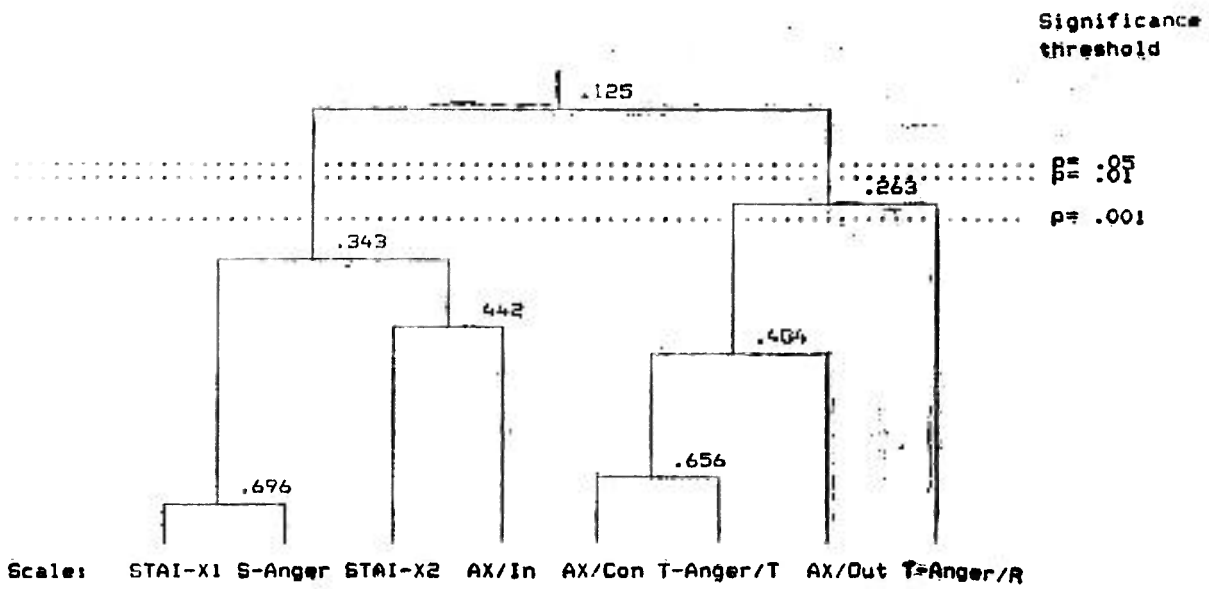 Significance
threshold
.125
p= .05
p= .01
.263
p= .001
.343
.442
.656
.696
Scale: STAI-X1 S-Anger STAI-X2 AX/In AX/Con T-Anger/T AX/Out T-Anger/R